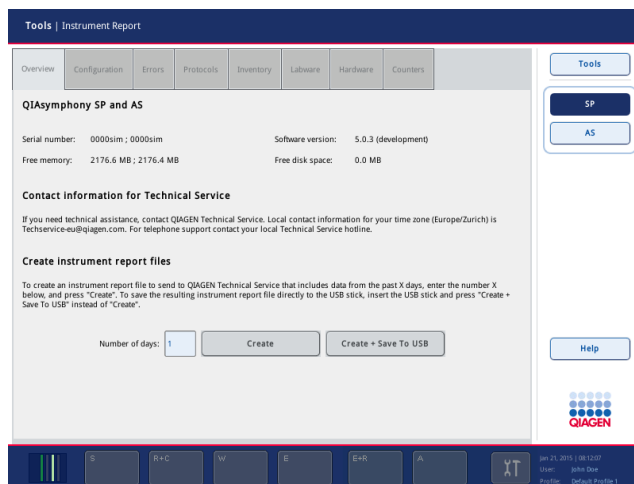 Tools | Instrument Report
Overview
Configuration
Errors
Protocols
Inventory
Labware
Hardware
Counters
Tools
SP
AS
QIAsymphony SP and AS
Serial number: 0000sim ; 0000sim
Software version: 5.0.3 (development)
Free memory: 2176.6 MB ; 2176.4 MB
Free disk space: 0.0 MB
Contact information for Technical Service
If you need technical assistance, contact QIAGEN Technical Service. Local contact information for your time zone (Europe/Zurich) is
Techservice-eu@qiagen.com. For telephone support contact your local Technical Service hotline.
Create instrument report files
To create an instrument report file to send to QIAGEN Technical Service that includes data from the past X days, enter the number X
below, and press "Create". To save the resulting instrument report file directly to the USB stick, insert the USB stick and press "Create +
Save To USB" instead of "Create".
Number of days: 1
Create
Create + Save To USB
Help
QIAGEN
S
R+C
W
E
E+R
A
Jan 21, 2015 | 08:12:07
User: John Doe
Profile: Default Profile 1